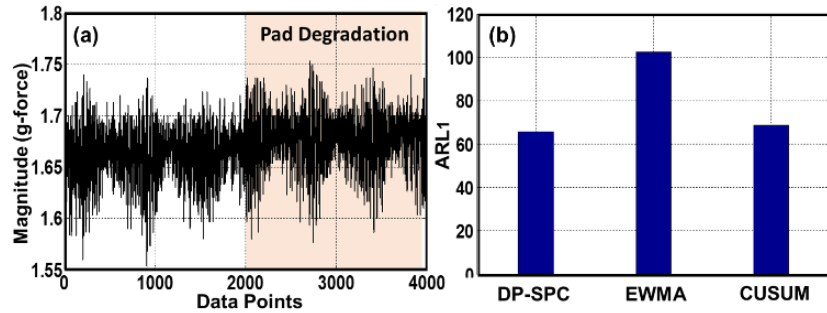 (a)
Pad Degradation
1.8
1.75
1.7
1.65
1.6
1.55
Magnitude (g-force)
0 1000 2000 3000 4000
Data Points
(b)
120
100
80
60
40
20
0
ARL1
DP-SPC EWMA CUSUM